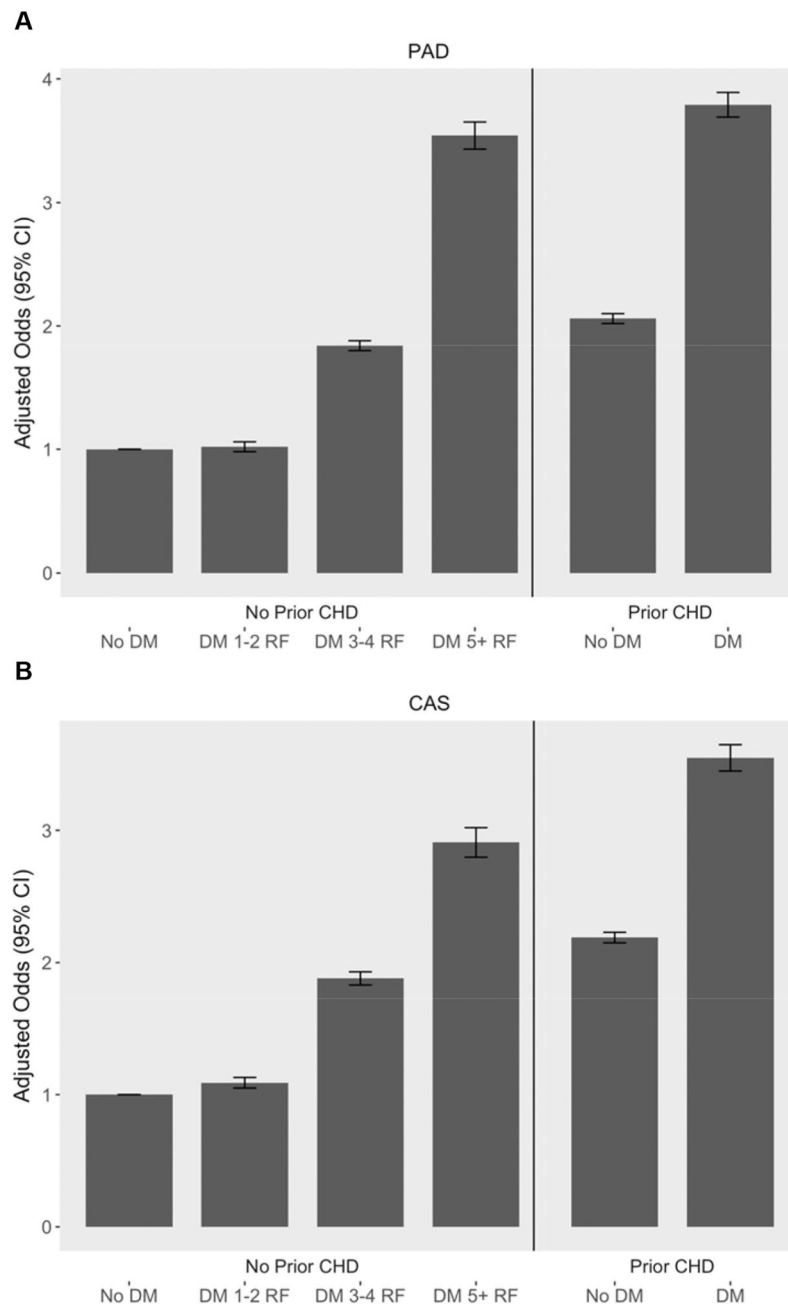 A
PAD
Adjusted Odds (95% CI)
4
3
2
1
0
No Prior CHD Prior CHD
No DM DM 1-2 RF DM 3-4 RF DM 5+ RF No DM DM
B
CAS
Adjusted Odds (95% CI)
3
2
1
0
No Prior CHD Prior CHD
No DM DM 1-2 RF DM 3-4 RF DM 5+ RF No DM DM